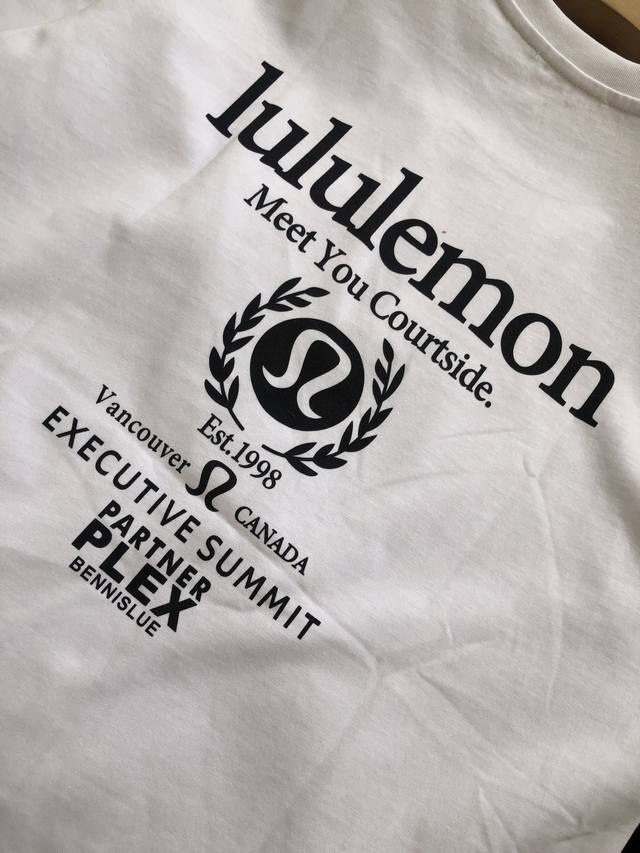 lululemon
Meet You Courtside.
Est.1998
Vancouver CANADA
EXECUTIVE SUMMIT
PARTNER
PLEX
BENNISLUE